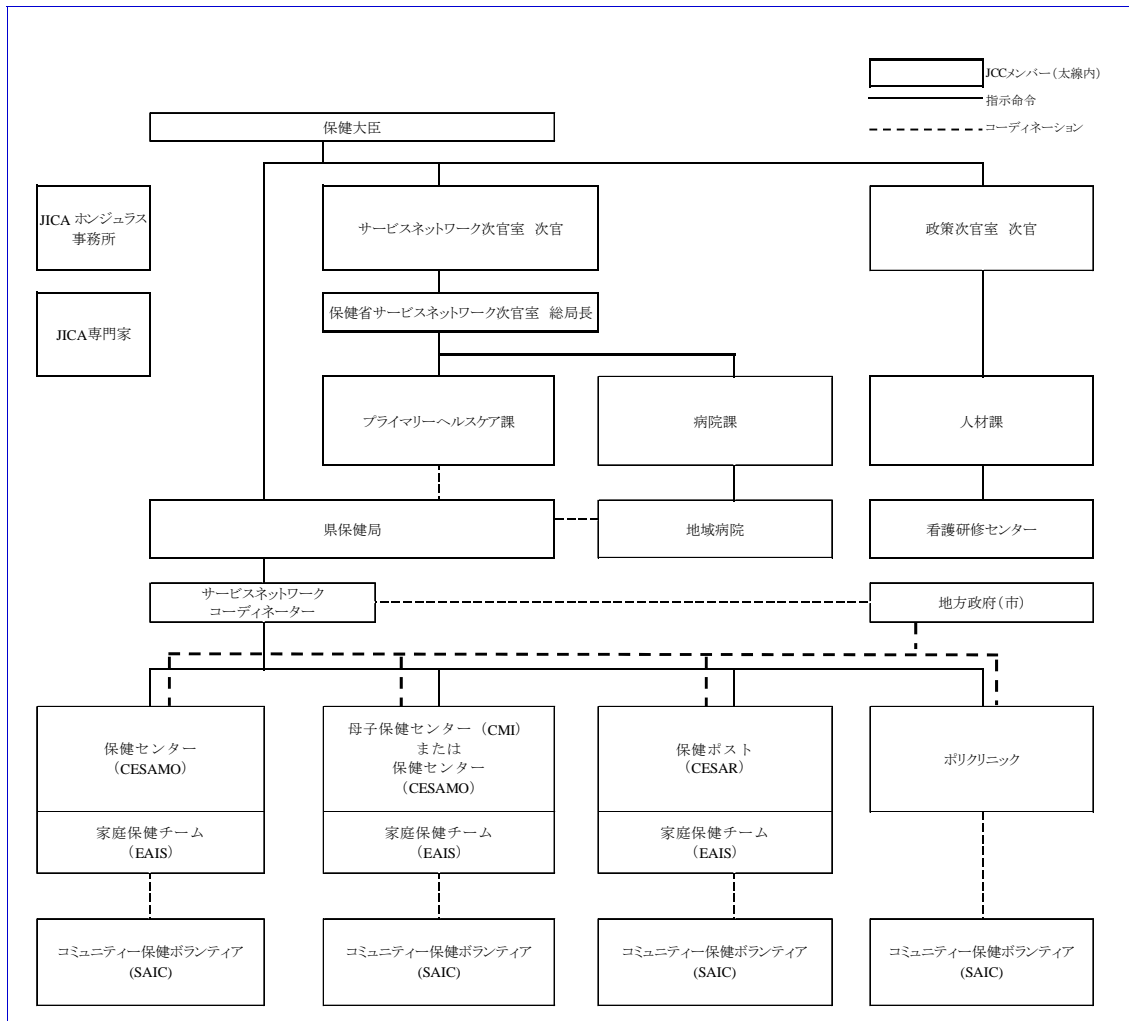 JCCメンバー（太線内）
指示命令
コーディネーション
保健大臣
JICA ホンジュラス
事務所
サービスネットワーク次官室 次官
政策次官室 次官
JICA専門家
保健省サービスネットワーク次官室 総局長
プライマリーヘルスケア課
病院課
人材課
県保健局
地域病院
看護研修センター
サービスネットワーク
コーディネーター
地方政府（市）
保健センター
（CESAMO）
母子保健センター（CMI）
または
保健センター
（CESAMO）
保健ポスト
（CESAR）
ポリクリニック
家庭保健チーム
（EAIS）
家庭保健チーム
（EAIS）
家庭保健チーム
（EAIS）
コミュニティー保健ボランティア
(SAIC)
コミュニティー保健ボランティア
(SAIC)
コミュニティー保健ボランティア
(SAIC)
コミュニティー保健ボランティア
(SAIC)